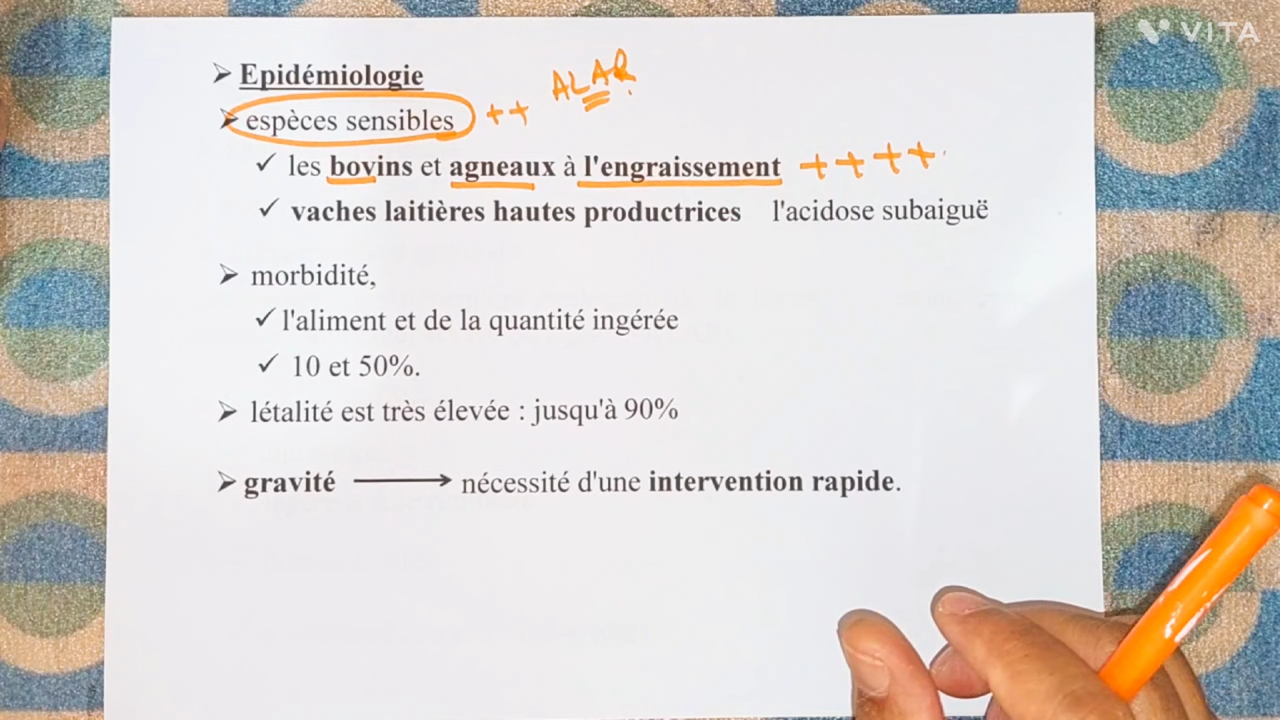 VITA
➤ Epidémiologie
ALAR
➤ espèces sensibles ++
✓ les bovins et agneaux à l'engraissement ++++
✓ vaches laitières hautes productrices l'acidose subaiguë
➤ morbidité,
✓ l'aliment et de la quantité ingérée
✓ 10 et 50%.
➤ létalité est très élevée : jusqu'à 90%
➤ gravité ⟶ nécessité d'une intervention rapide.